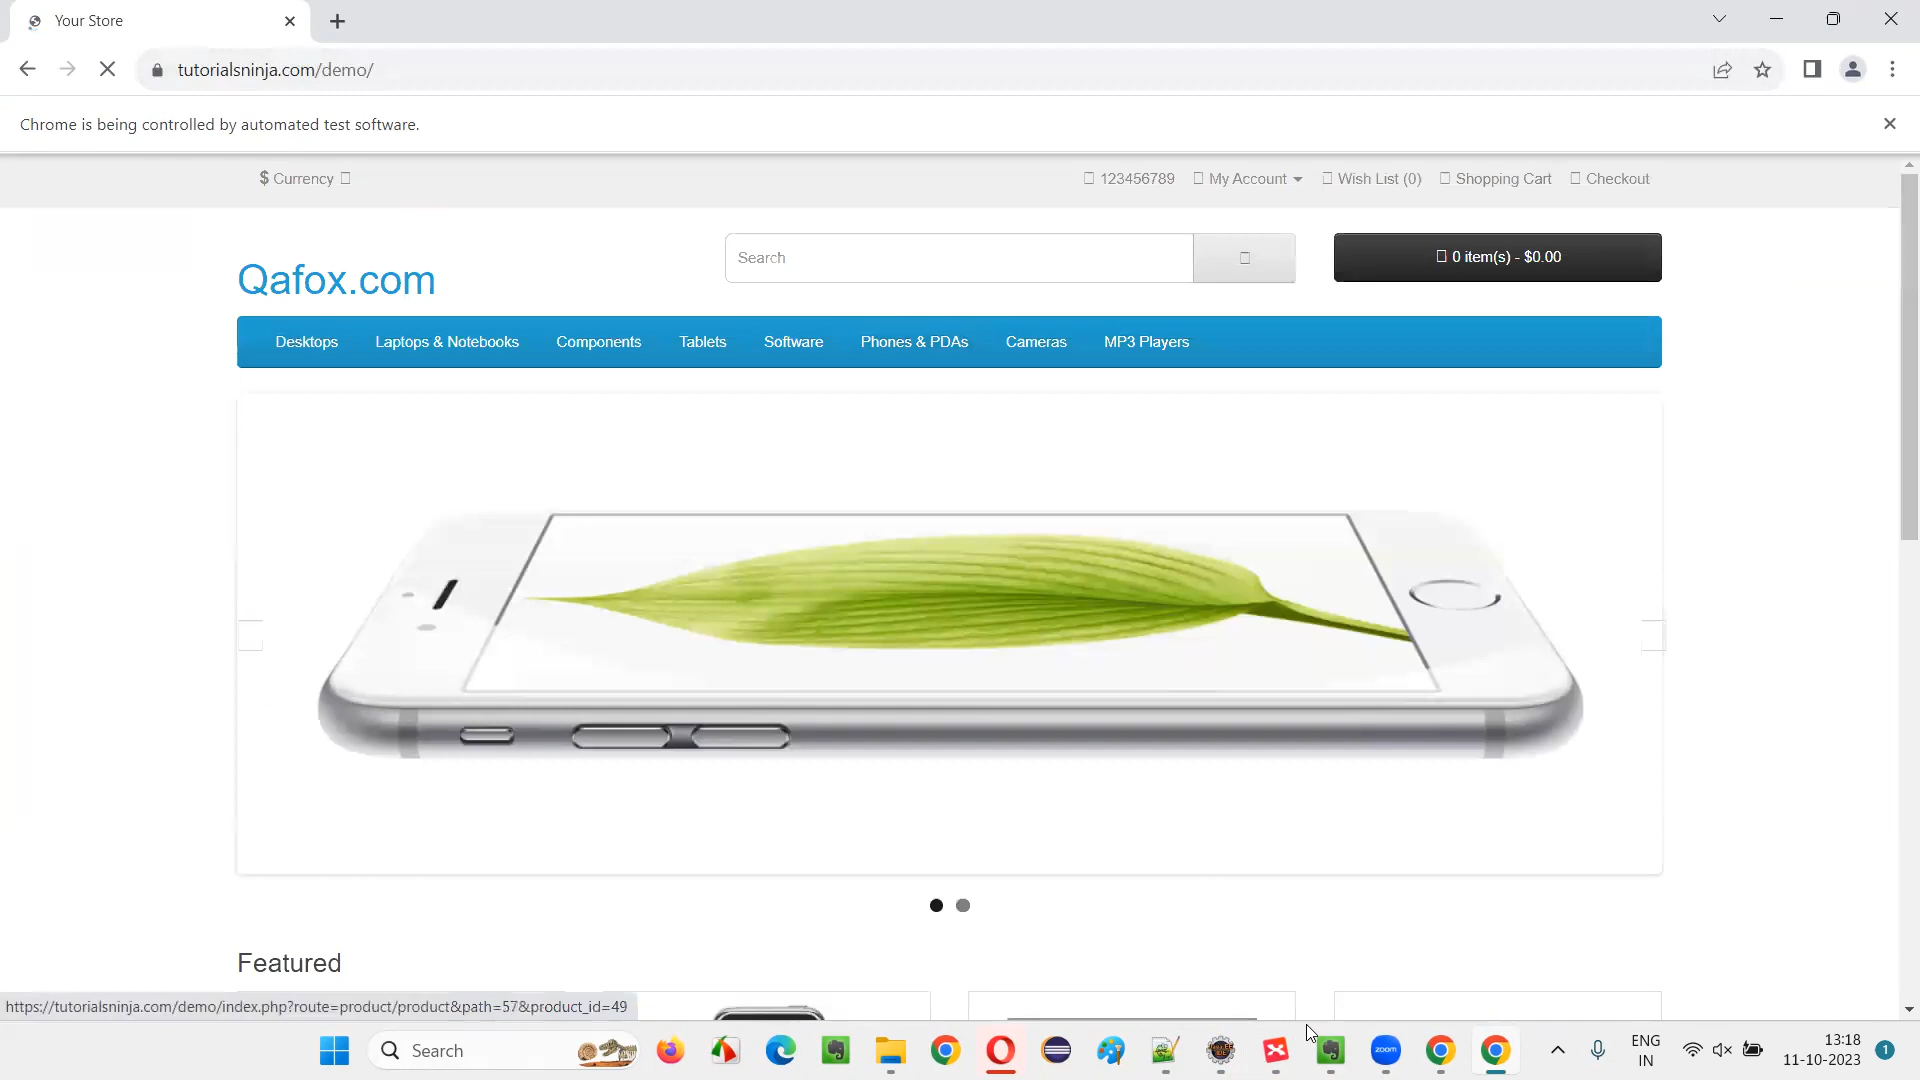 Your Store
tutorialsninja.com/demo/
Chrome is being controlled by automated test software.
$ Currency
123456789 My Account Wish List (0) Shopping Cart Checkout
Search
0 item(s) - $0.00
Qafox.com
Desktops Laptops & Notebooks Components Tablets Software Phones & PDAs Cameras MP3 Players
Featured
https://tutorialsninja.com/demo/index.php?route=product/product&path=57&product_id=49
Search
zoom
ENG
IN
13:18
11-10-2023
1